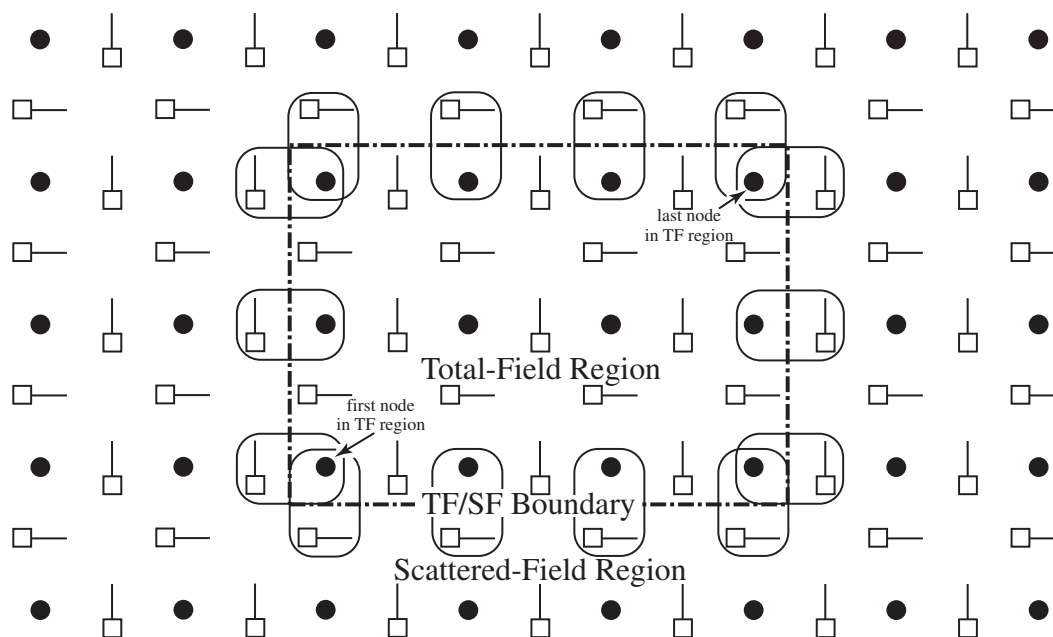 last node
in TF region
Total-Field Region
first node
in TF region
TF/SF Boundary
Scattered-Field Region